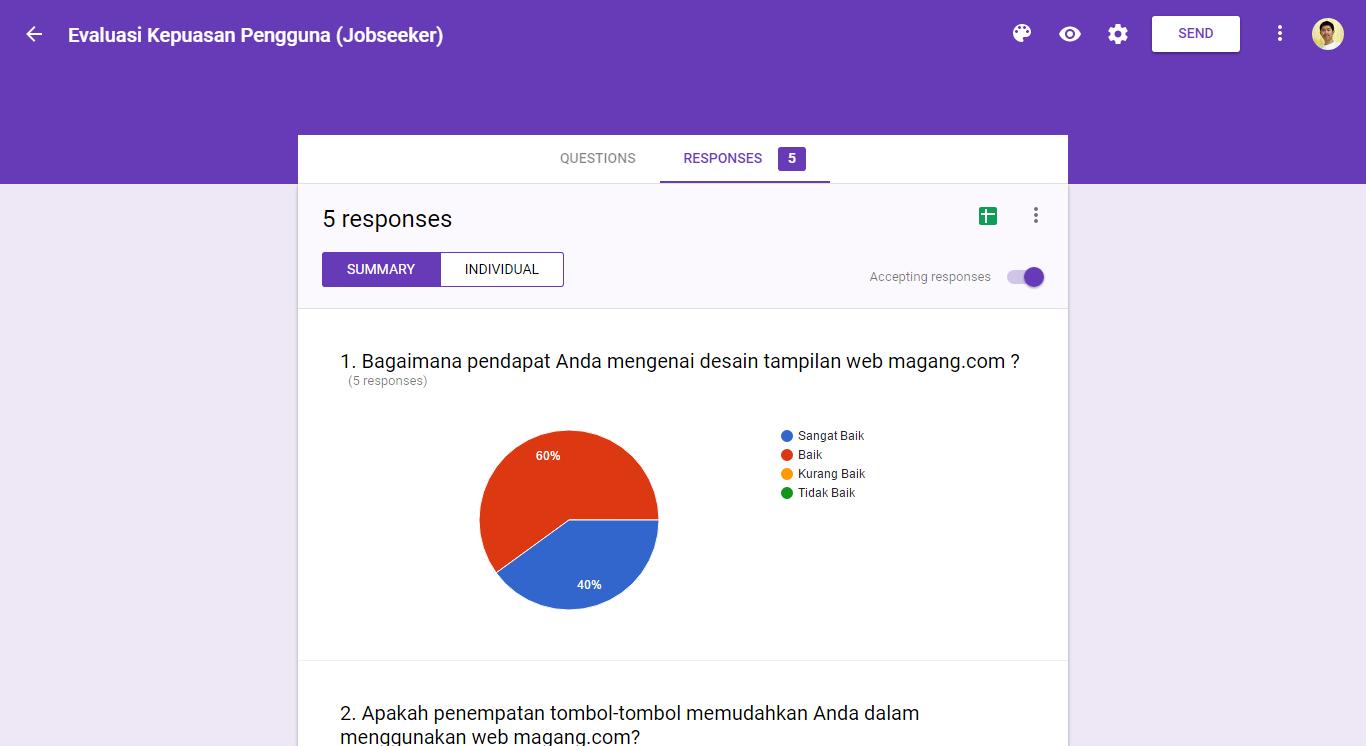 Evaluasi Kepuasan Pengguna (Jobseeker)
SEND
QUESTIONS
RESPONSES 5
5 responses
SUMMARY
INDIVIDUAL
Accepting responses
1. Bagaimana pendapat Anda mengenai desain tampilan web magang.com ?
(5 responses)
60%
40%
Sangat Baik
Baik
Kurang Baik
Tidak Baik
2. Apakah penempatan tombol-tombol memudahkan Anda dalam
menggunakan web magang.com?